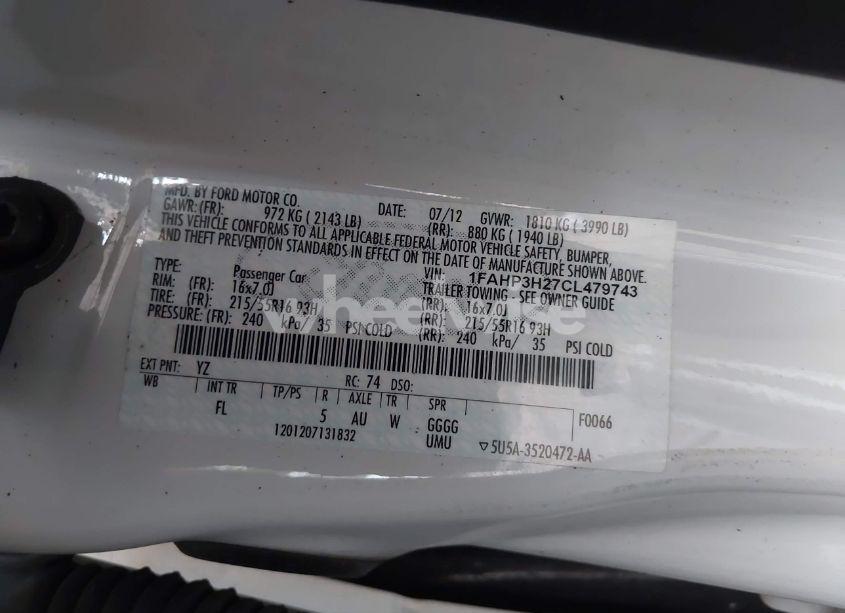 MFD. BY FORD MOTOR CO.
DATE: 07/12 GVWR: 1810 KG ( 3990 LB)
GAWR: (FR): 972 KG ( 2143 LB) (RR): 880 KG ( 1940 LB)
THIS VEHICLE CONFORMS TO ALL APPLICABLE FEDERAL MOTOR VEHICLE SAFETY, BUMPER,
AND THEFT PREVENTION STANDARDS IN EFFECT ON THE DATE OF MANUFACTURE SHOWN ABOVE.
VIN: 1FAHP3H27CL479743
TYPE: Passenger Car TRAILER TOWING - SEE OWNER GUIDE
RIM: (FR): 16x7.0J (RR): 16x7.0J
TIRE: (FR): 215/55R16 93H (RR): 215/55R16 93H
PRESSURE: (FR): 240 kPa/ 35 PSI COLD (RR): 240 kPa/ 35 PSI COLD
EXT PNT: YZ RC: 74 DSO:
WB INT TR TP/PS R AXLE TR SPR
FL 5 AU W GGGG F0066
1201207131832 UMU ▽5U5A-3520472-AA